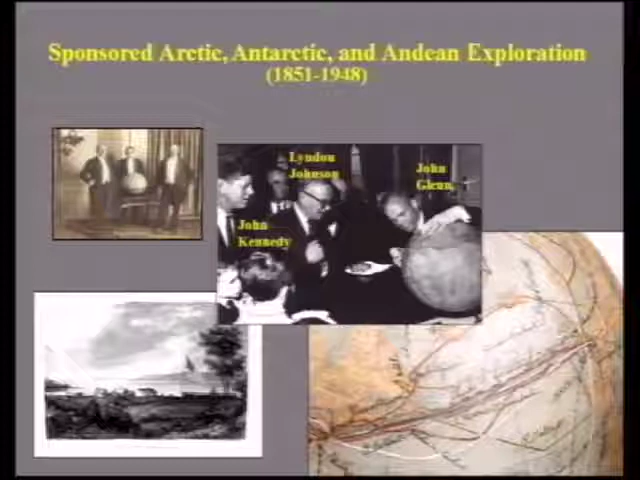 Sponsored Arctic, Antarctic, and Andean Exploration
(1851-1948)
Lyndon
Johnson
John
Glenn,
John
Kennedy